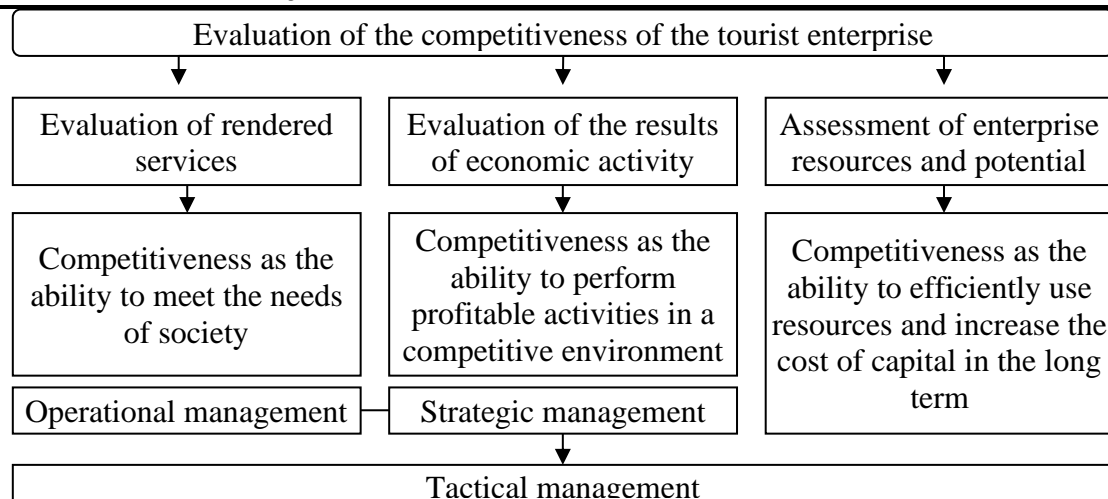 Evaluation of the competitiveness of the tourist enterprise
Evaluation of rendered
services
Evaluation of the results
of economic activity
Assessment of enterprise
resources and potential
Competitiveness as the
ability to meet the needs
of society
Competitiveness as the
ability to perform
profitable activities in a
competitive environment
Competitiveness as the
ability to efficiently use
resources and increase the
cost of capital in the long
term
Operational management
Strategic management
Tactical management